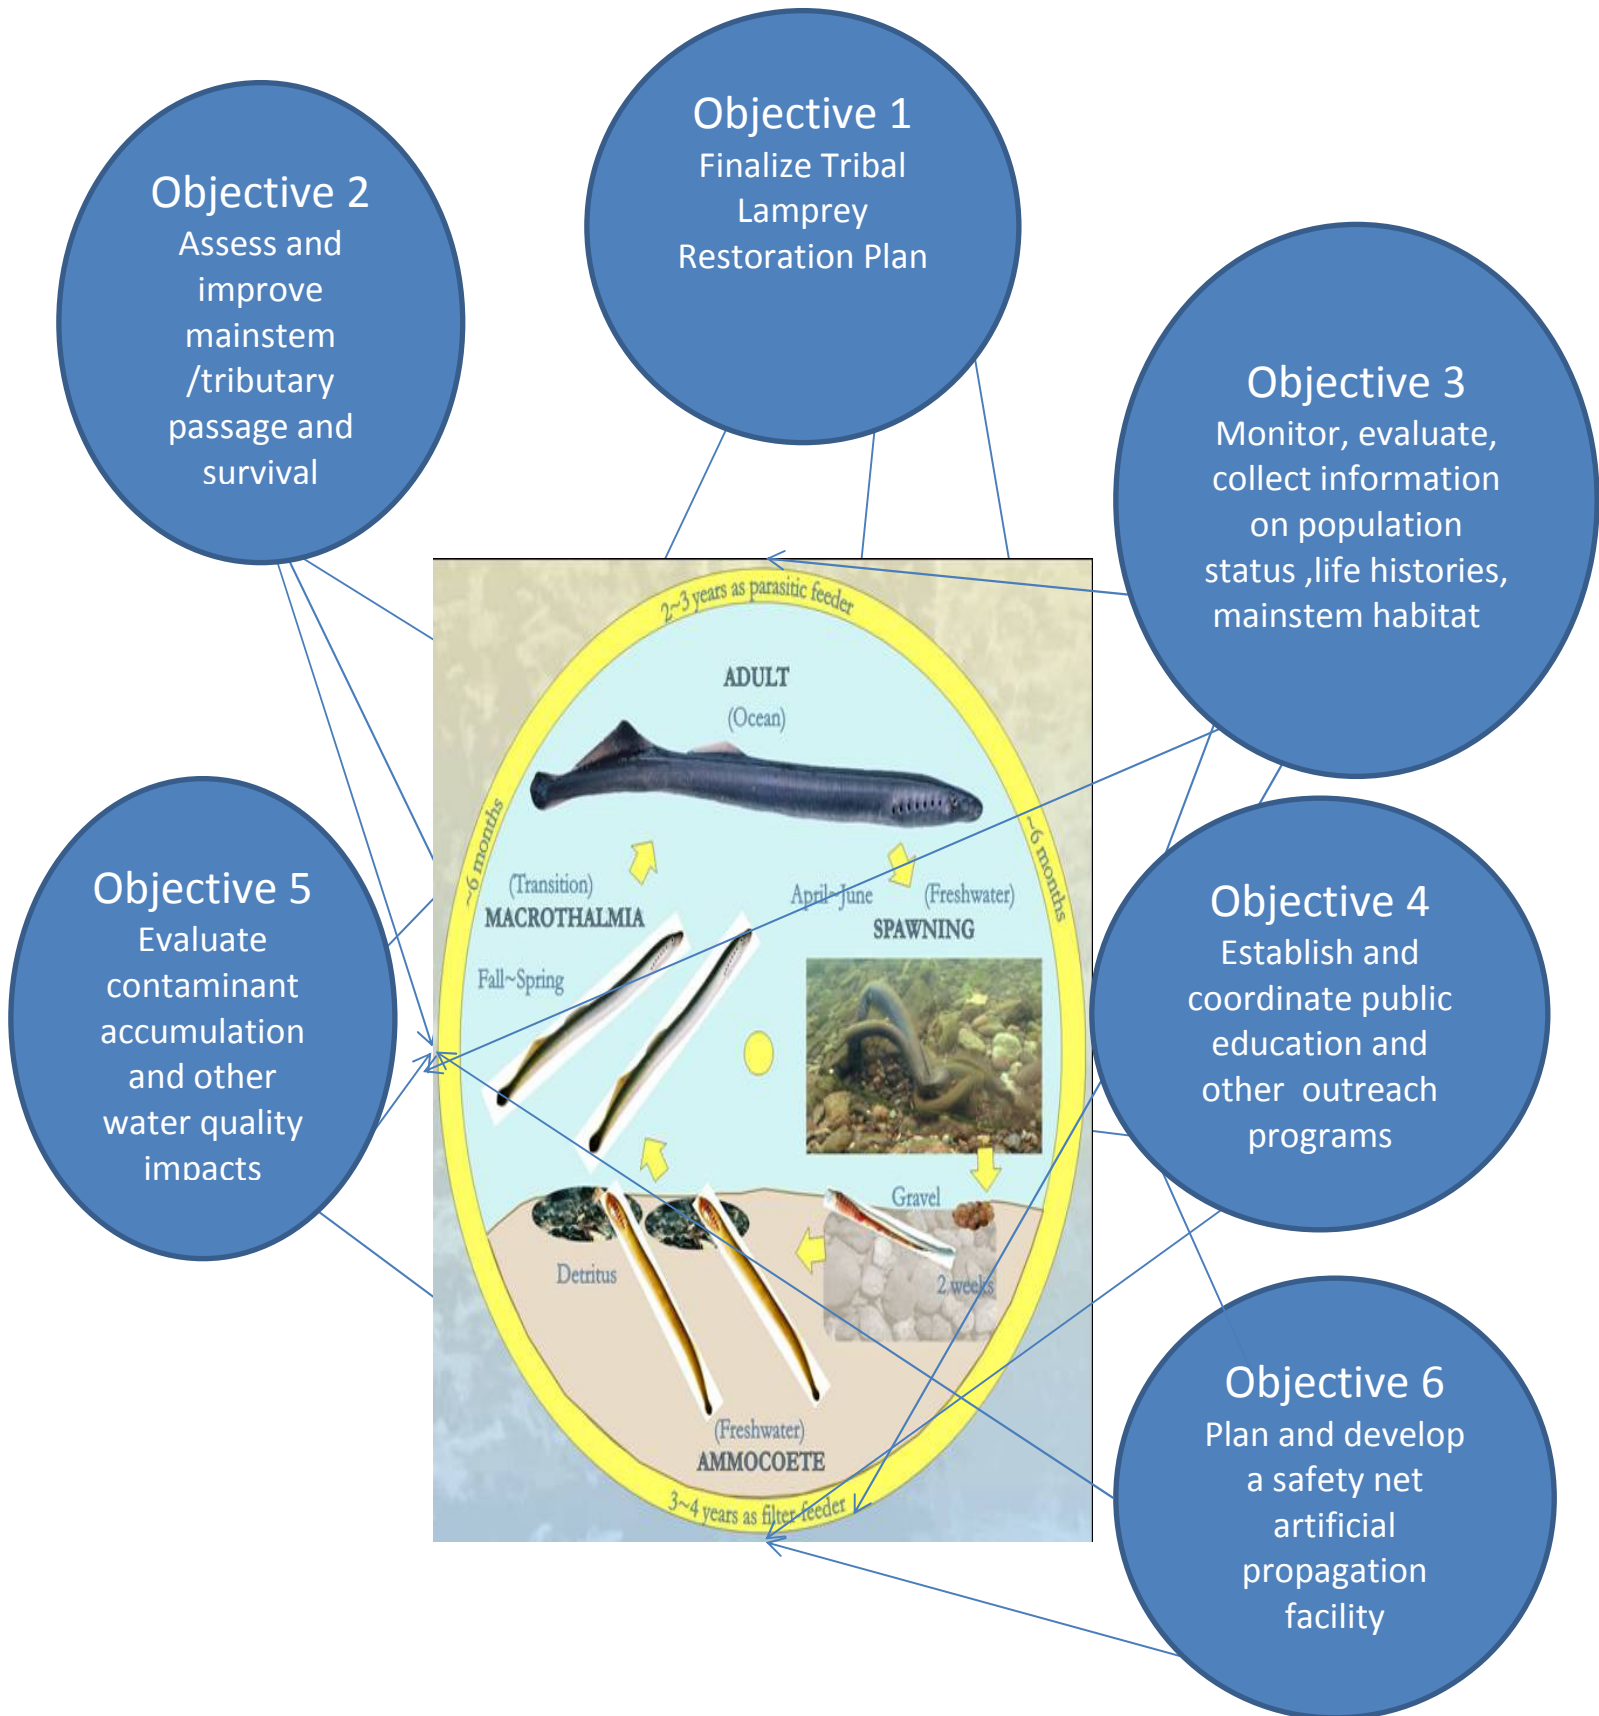 Objective 1
Finalize Tribal
Lamprey
Restoration Plan
Objective 2
Assess and
improve
mainstem
/tributary
passage and
survival
Objective 3
Monitor, evaluate,
collect information
on population
status ,life histories,
mainstem habitat
2~3 years as parasitic feeder
ADULT
(Ocean)
~6 months
~6 months
(Transition)
MACROTHALMIA
Fall~Spring
April~June (Freshwater)
SPAWNING
Objective 5
Evaluate
contaminant
accumulation
and other
water quality
impacts
Objective 4
Establish and
coordinate public
education and
other outreach
programs
Gravel
2 weeks
Detritus
(Freshwater)
AMMOCOETE
3~4 years as filter feeder
Objective 6
Plan and develop
a safety net
artificial
propagation
facility